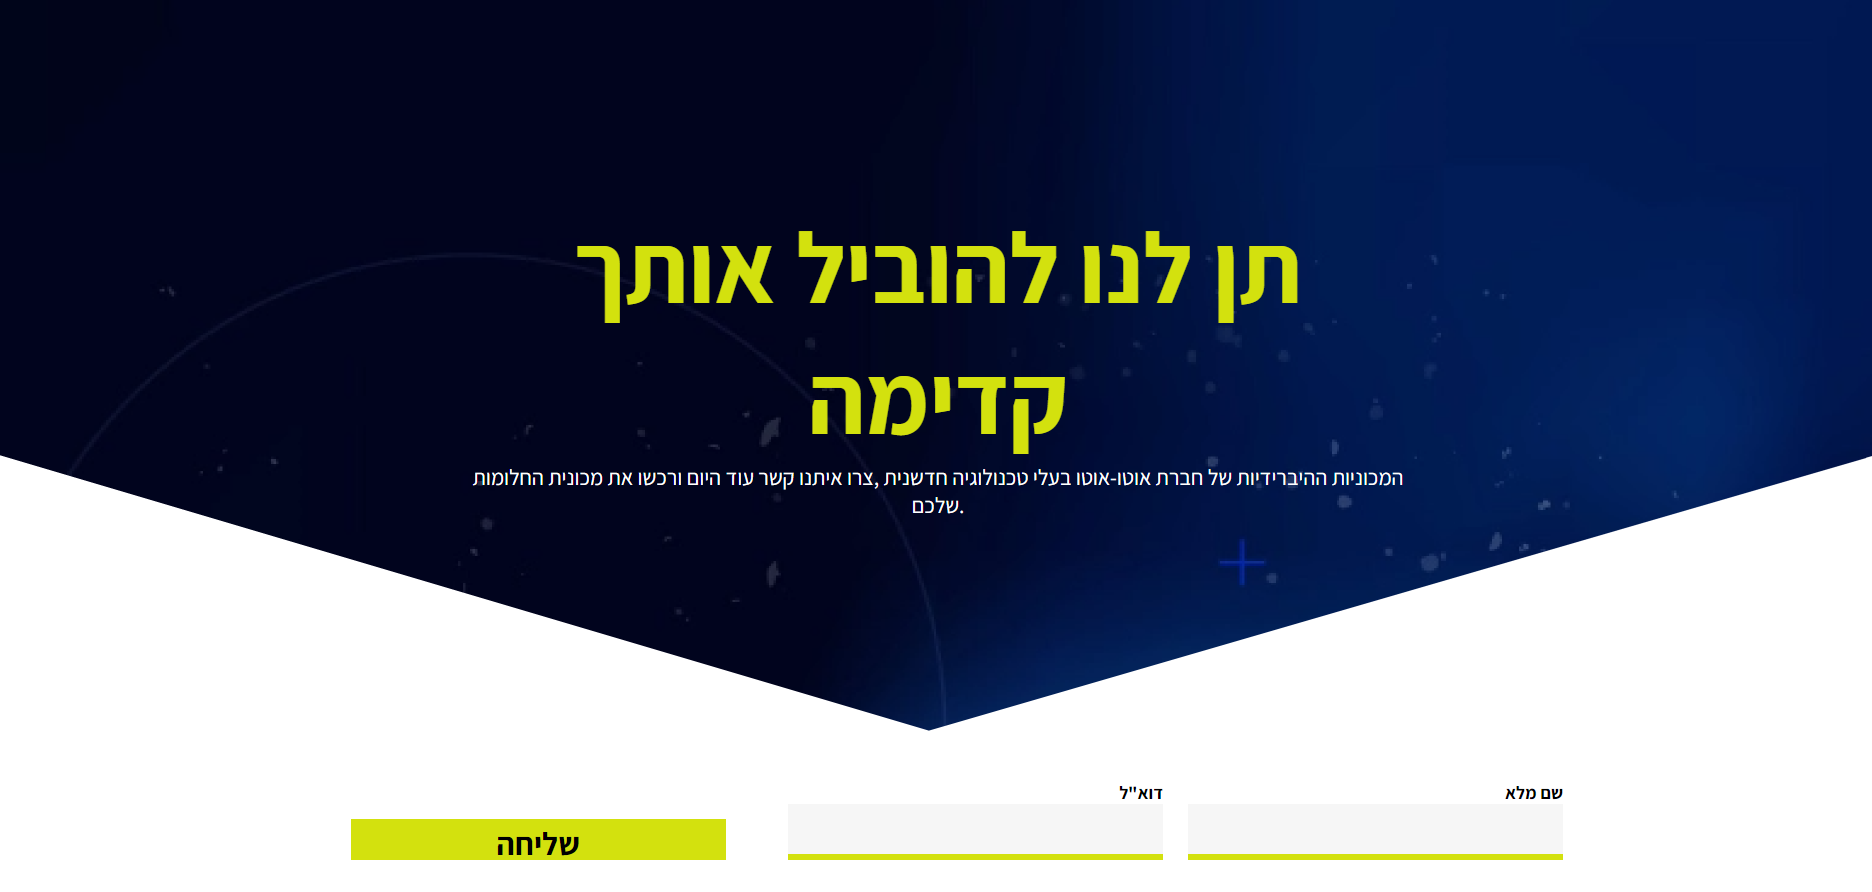 תן לנו להוביל אותך
קדימה
המכוניות ההיברידיות של חברת אוטו-אוטו בעלי טכנולוגיה חדשנית ,צרו איתנו קשר עוד היום ורכשו את מכונית החלומות
שלכם.
שם מלא
דוא"ל
שליחה